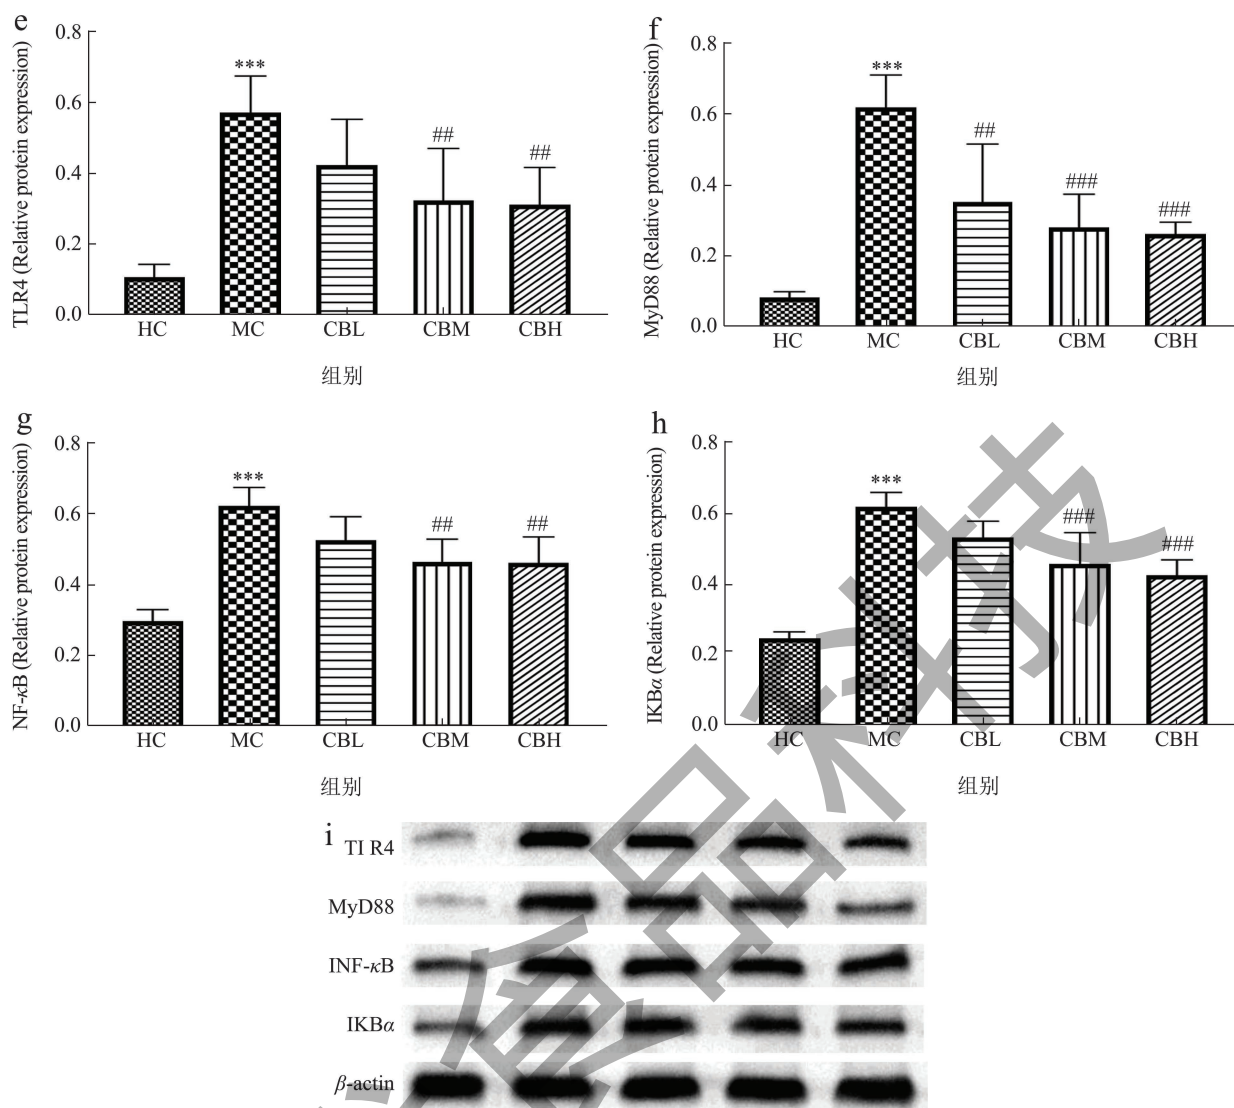 e
TLR4 (Relative protein expression)
0.8
0.6
0.4
0.2
0.0
***
##
##
HC MC CBL CBM CBH
组别
f
MyD88 (Relative protein expression)
0.8
0.6
0.4
0.2
0.0
***
##
###
###
HC MC CBL CBM CBH
组别
g
NF-κB (Relative protein expression)
0.8
0.6
0.4
0.2
0.0
***
##
##
HC MC CBL CBM CBH
组别
h
IKBα (Relative protein expression)
0.8
0.6
0.4
0.2
0.0
***
###
###
HC MC CBL CBM CBH
组别
i
TI R4
MyD88
INF-κB
IKBα
β-actin
食品科技